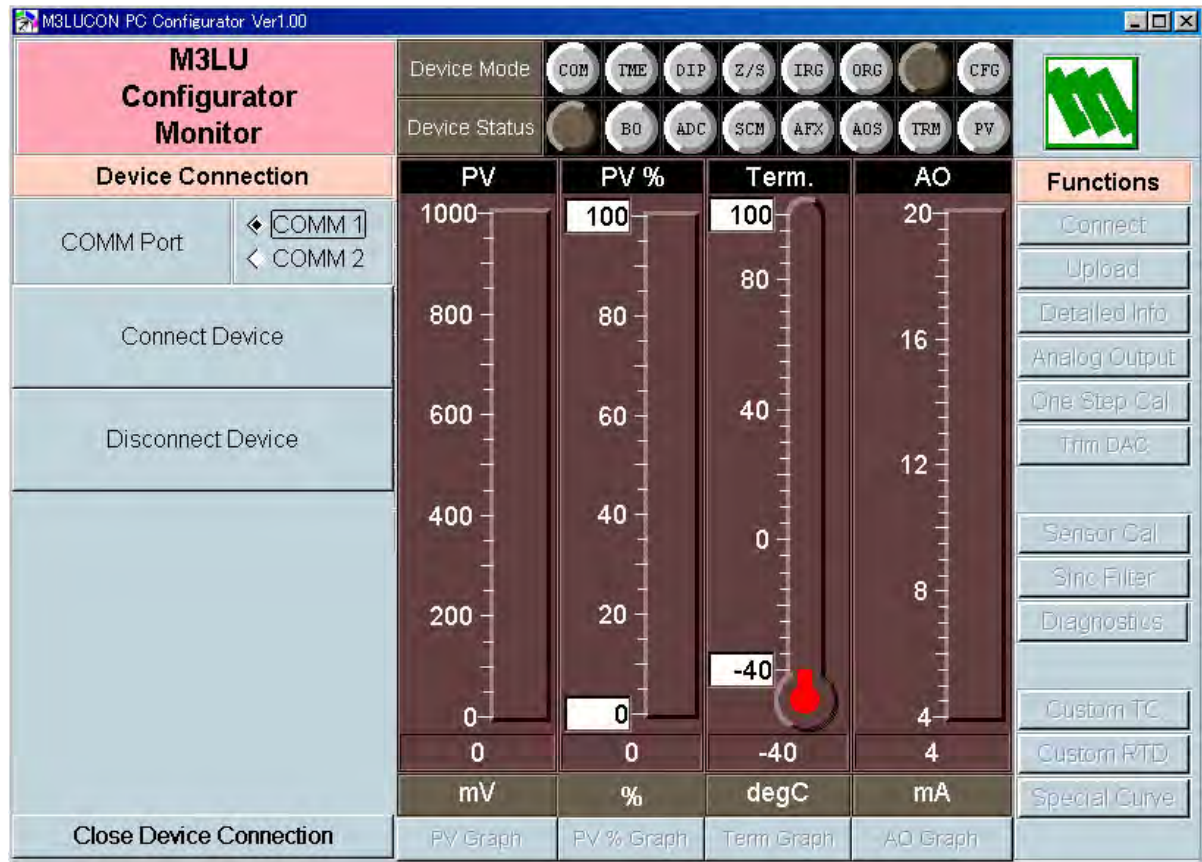 M3LUCON PC Configurator Ver1.00
M3LU
Configurator
Monitor
Device Mode COM TME DIP Z/S IRG ORG CFG
Device Status BO ADC SCM AFX AOS TRM PV
Device Connection
COMM Port
COMM 1
COMM 2
Connect Device
Disconnect Device
Close Device Connection
PV
1000
800
600
400
200
0
0
mV
PV Graph
PV %
100
80
60
40
20
0
0
%
PV % Graph
Term.
100
80
40
0
-40
-40
degC
Term Graph
AO
20
16
12
8
4
4
mA
AO Graph
Functions
Connect
Upload
Detailed Info
Analog Output
One Step Cal
Trim DAC
Sensor Cal
Sinc Filter
Diagnostics
Custom TC
Custom RTD
Special Curve